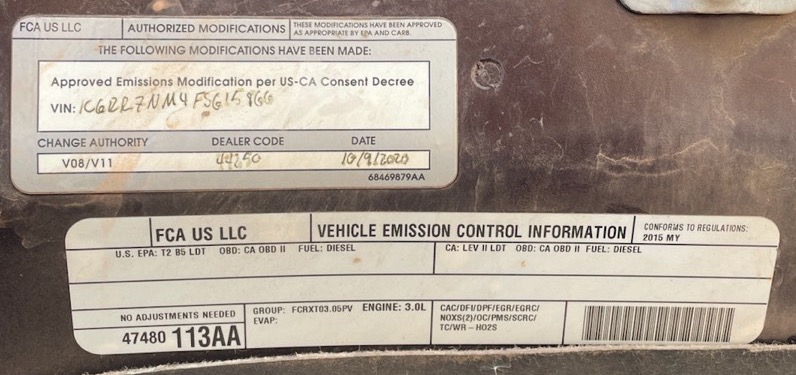 FCA US LLC AUTHORIZED MODIFICATIONS THESE MODIFICATIONS HAVE BEEN APPROVED
AS APPROPRIATE BY EPA AND CARB.
THE FOLLOWING MODIFICATIONS HAVE BEEN MADE:
Approved Emissions Modification per US-CA Consent Decree
VIN: 1C6RR7NM4FS615866
CHANGE AUTHORITY DEALER CODE DATE
V08/V11 10/9/2020
68469879AA
FCA US LLC VEHICLE EMISSION CONTROL INFORMATION CONFORMS TO REGULATIONS:
2015 MY
U.S. EPA: T2 B5 LDT OBD: CA OBD II FUEL: DIESEL CA: LEV II LDT OBD: CA OBD II FUEL: DIESEL
NO ADJUSTMENTS NEEDED
47480 113AA
GROUP: FCRXT03.05PV ENGINE: 3.0L
EVAP:
CAC/DFI/DPF/EGR/EGRC/
NOXS(2)/OC/PMS/SCRC/
TC/WR – HO2S